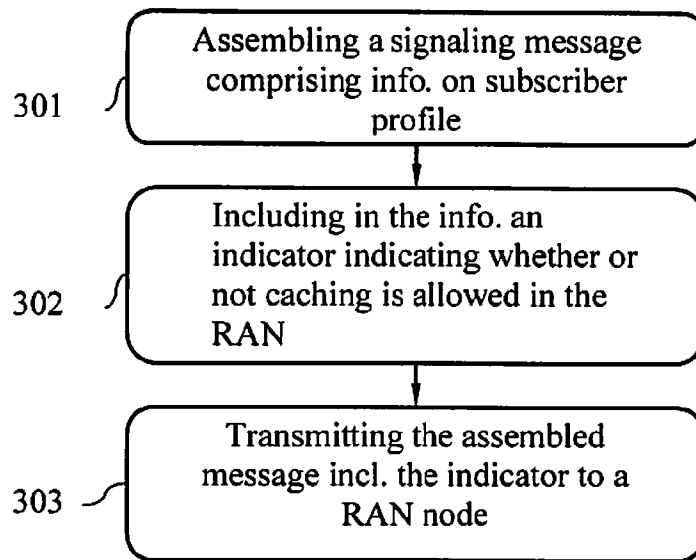 Assembling a signaling message
comprising info. on subscriber
profile
301
Including in the info. an
indicator indicating whether or
not caching is allowed in the
RAN
302
Transmitting the assembled
message incl. the indicator to a
RAN node
303